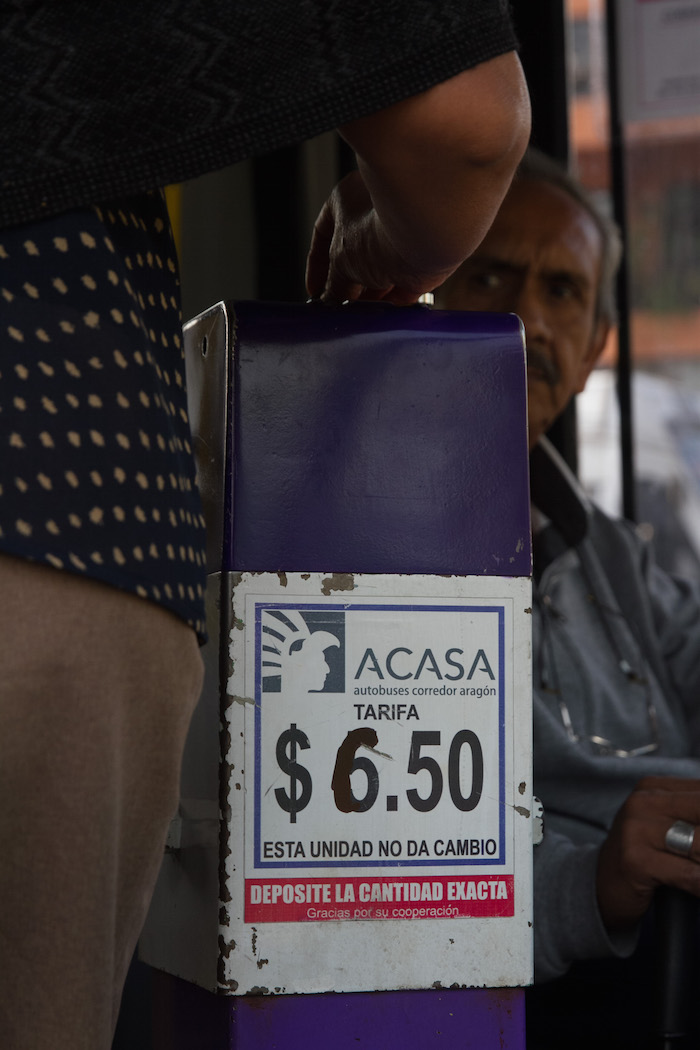 ACASA
autobuses corredor aragón
TARIFA
$ 6.50
ESTA UNIDAD NO DA CAMBIO
DEPOSITE LA CANTIDAD EXACTA
Gracias por su cooperación